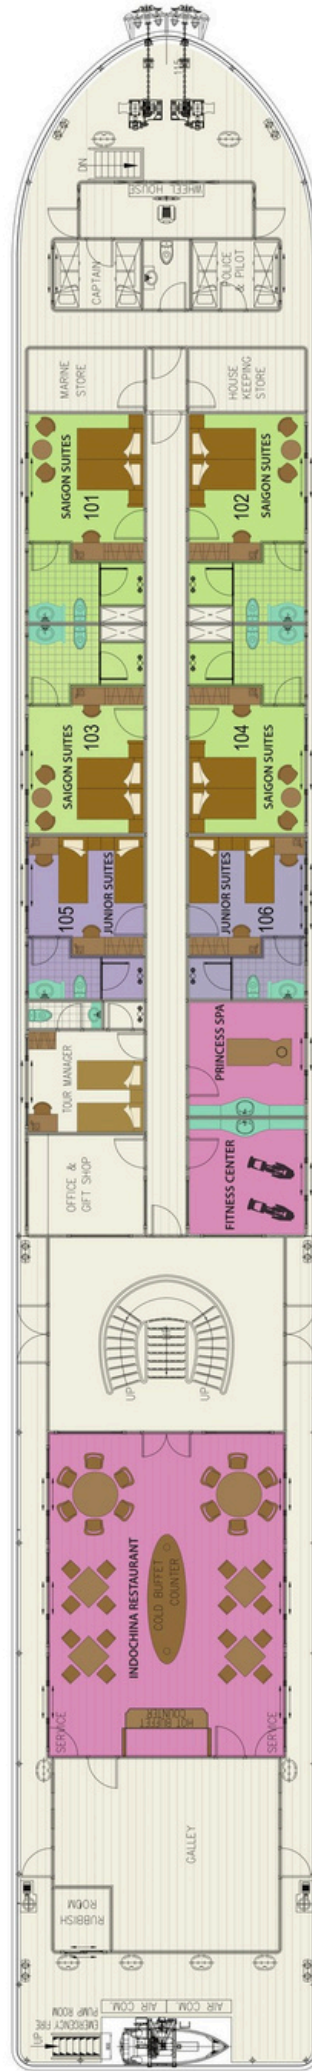 115
DN
WHEEL HOUSE
CAPTAIN
POLICE
& PILOT
MARINE
STORE
HOUSE
KEEPING
STORE
SAIGON SUITES
101
102
SAIGON SUITES
SAIGON SUITES
103
104
SAIGON SUITES
105
JUNIOR SUITES
JUNIOR SUITES
106
TOUR MANAGER
PRINCESS SPA
OFFICE &
GIFT SHOP
FITNESS CENTER
UP
UP
INDOCHINA RESTAURANT
COLD BUFFET
COUNTER
HOT BUFFET
COUNTER
SERVICE
SERVICE
GALLEY
RUBBISH
ROOM
EMERGENCY FIRE
PUMP ROOM
UP
AIR COM.
AIR COM.